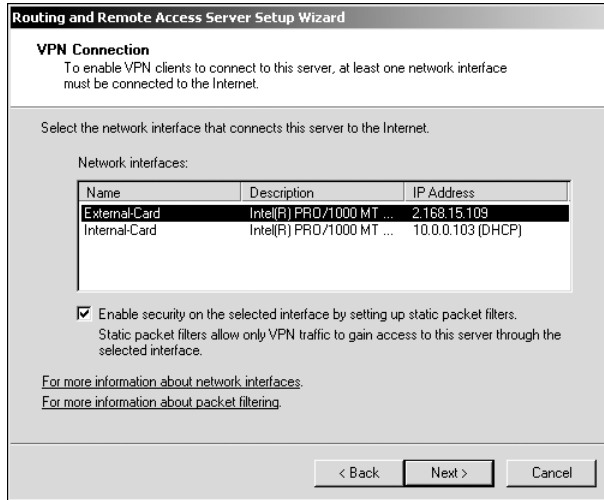 Routing and Remote Access Server Setup Wizard
VPN Connection
To enable VPN clients to connect to this server, at least one network interface
must be connected to the Internet.
Select the network interface that connects this server to the Internet.
Network interfaces:
Name Description IP Address
External-Card Intel(R) PRO/1000 MT ... 2.168.15.109
Internal-Card Intel(R) PRO/1000 MT ... 10.0.0.103 (DHCP)
Enable security on the selected interface by setting up static packet filters.
Static packet filters allow only VPN traffic to gain access to this server through the
selected interface.
For more information about network interfaces.
For more information about packet filtering.
< Back Next > Cancel